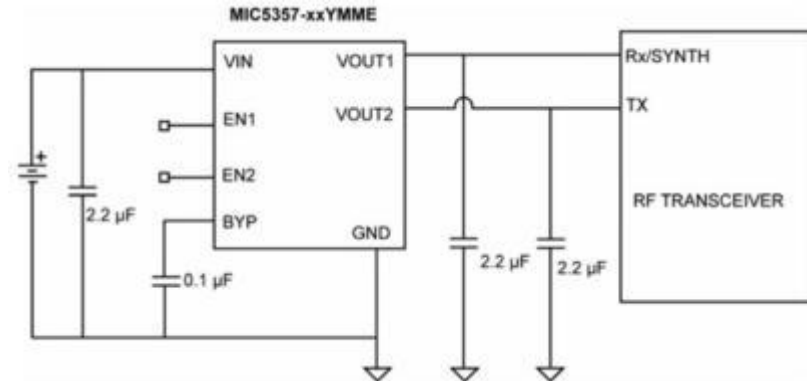 MIC5357-xxYMME
VIN
VOUT1
Rx/SYNTH
EN1
VOUT2
TX
+
EN2
2.2 µF
BYP
GND
RF TRANSCEIVER
0.1 µF
2.2 µF
2.2 µF